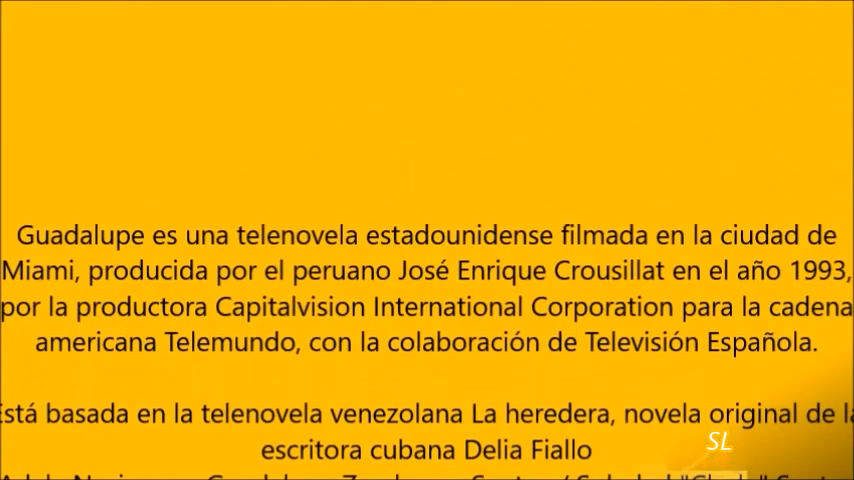 Guadalupe es una telenovela estadounidense filmada en la ciudad de
Miami, producida por el peruano José Enrique Crousillat en el año 1993,
por la productora Capitalvision International Corporation para la cadena
americana Telemundo, con la colaboración de Televisión Española.
Está basada en la telenovela venezolana La heredera, novela original de la
escritora cubana Delia Fiallo
SL